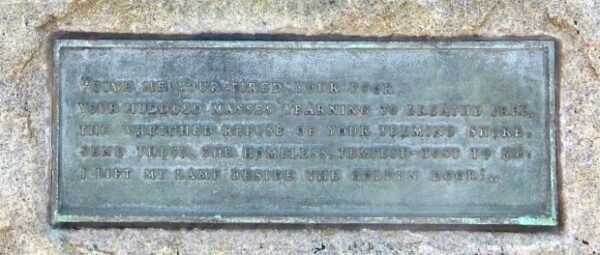 "GIVE ME YOUR TIRED, YOUR POOR,
YOUR HUDDLED MASSES YEARNING TO BREATHE FREE,
THE WRETCHED REFUSE OF YOUR TEEMING SHORE,
SEND THESE, THE HOMELESS, TEMPEST-TOST TO ME,
I LIFT MY LAMP BESIDE THE GOLDEN DOOR!"